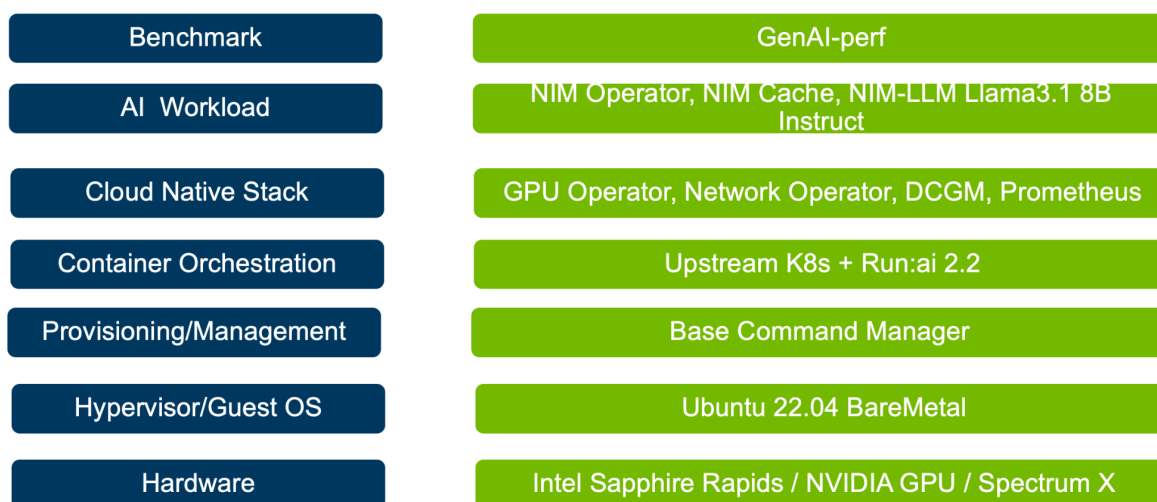 Benchmark
GenAI-perf
AI Workload
NIM Operator, NIM Cache, NIM-LLM Llama3.1 8B
Instruct
Cloud Native Stack
GPU Operator, Network Operator, DCGM, Prometheus
Container Orchestration
Upstream K8s + Run:ai 2.2
Provisioning/Management
Base Command Manager
Hypervisor/Guest OS
Ubuntu 22.04 BareMetal
Hardware
Intel Sapphire Rapids / NVIDIA GPU / Spectrum X